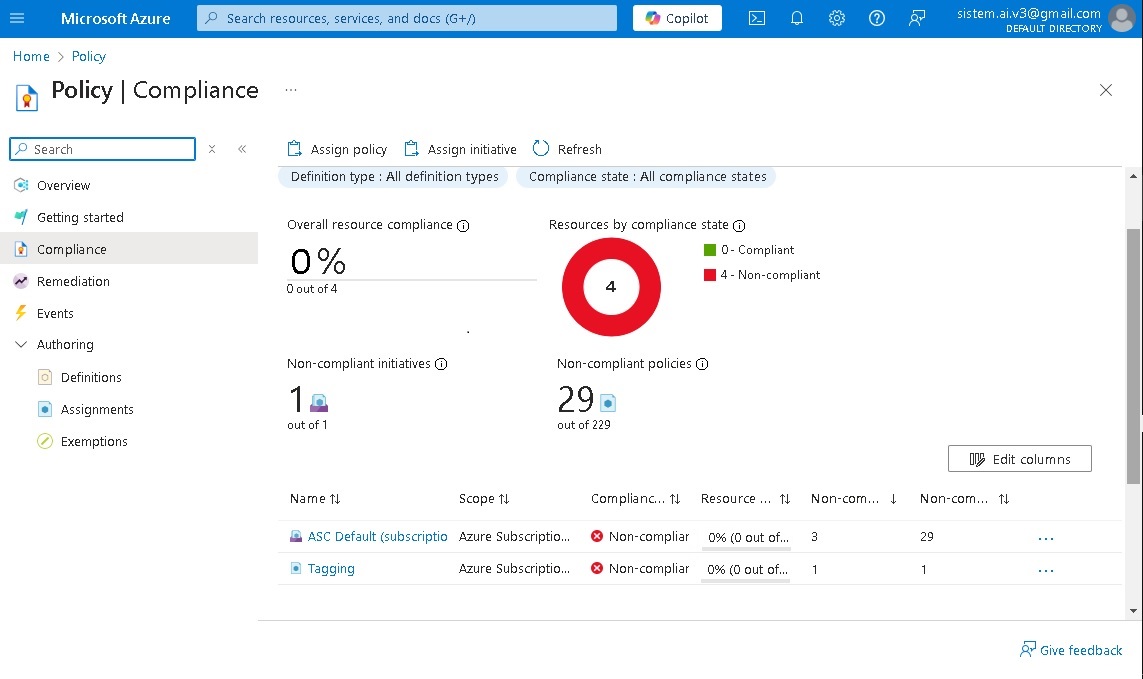 Microsoft Azure
Search resources, services, and docs (G+/)
Copilot
sistem.ai.v3@gmail.com
DEFAULT DIRECTORY
Home > Policy
Policy | Compliance ...
Search
Assign policy Assign initiative Refresh
Overview
Getting started
Compliance
Remediation
Events
Authoring
Definitions
Assignments
Exemptions
Definition type : All definition types Compliance state : All compliance states
Overall resource compliance
0%
0 out of 4
Resources by compliance state
4
0 - Compliant
4 - Non-compliant
Non-compliant initiatives
1
out of 1
Non-compliant policies
29
out of 229
Edit columns
Name Scope Complianc... Resource ... Non-com... Non-com...
ASC Default (subscriptio Azure Subscriptio... Non-compliar 0% (0 out of... 3 29 ...
Tagging Azure Subscriptio... Non-compliar 0% (0 out of... 1 1 ...
Give feedback